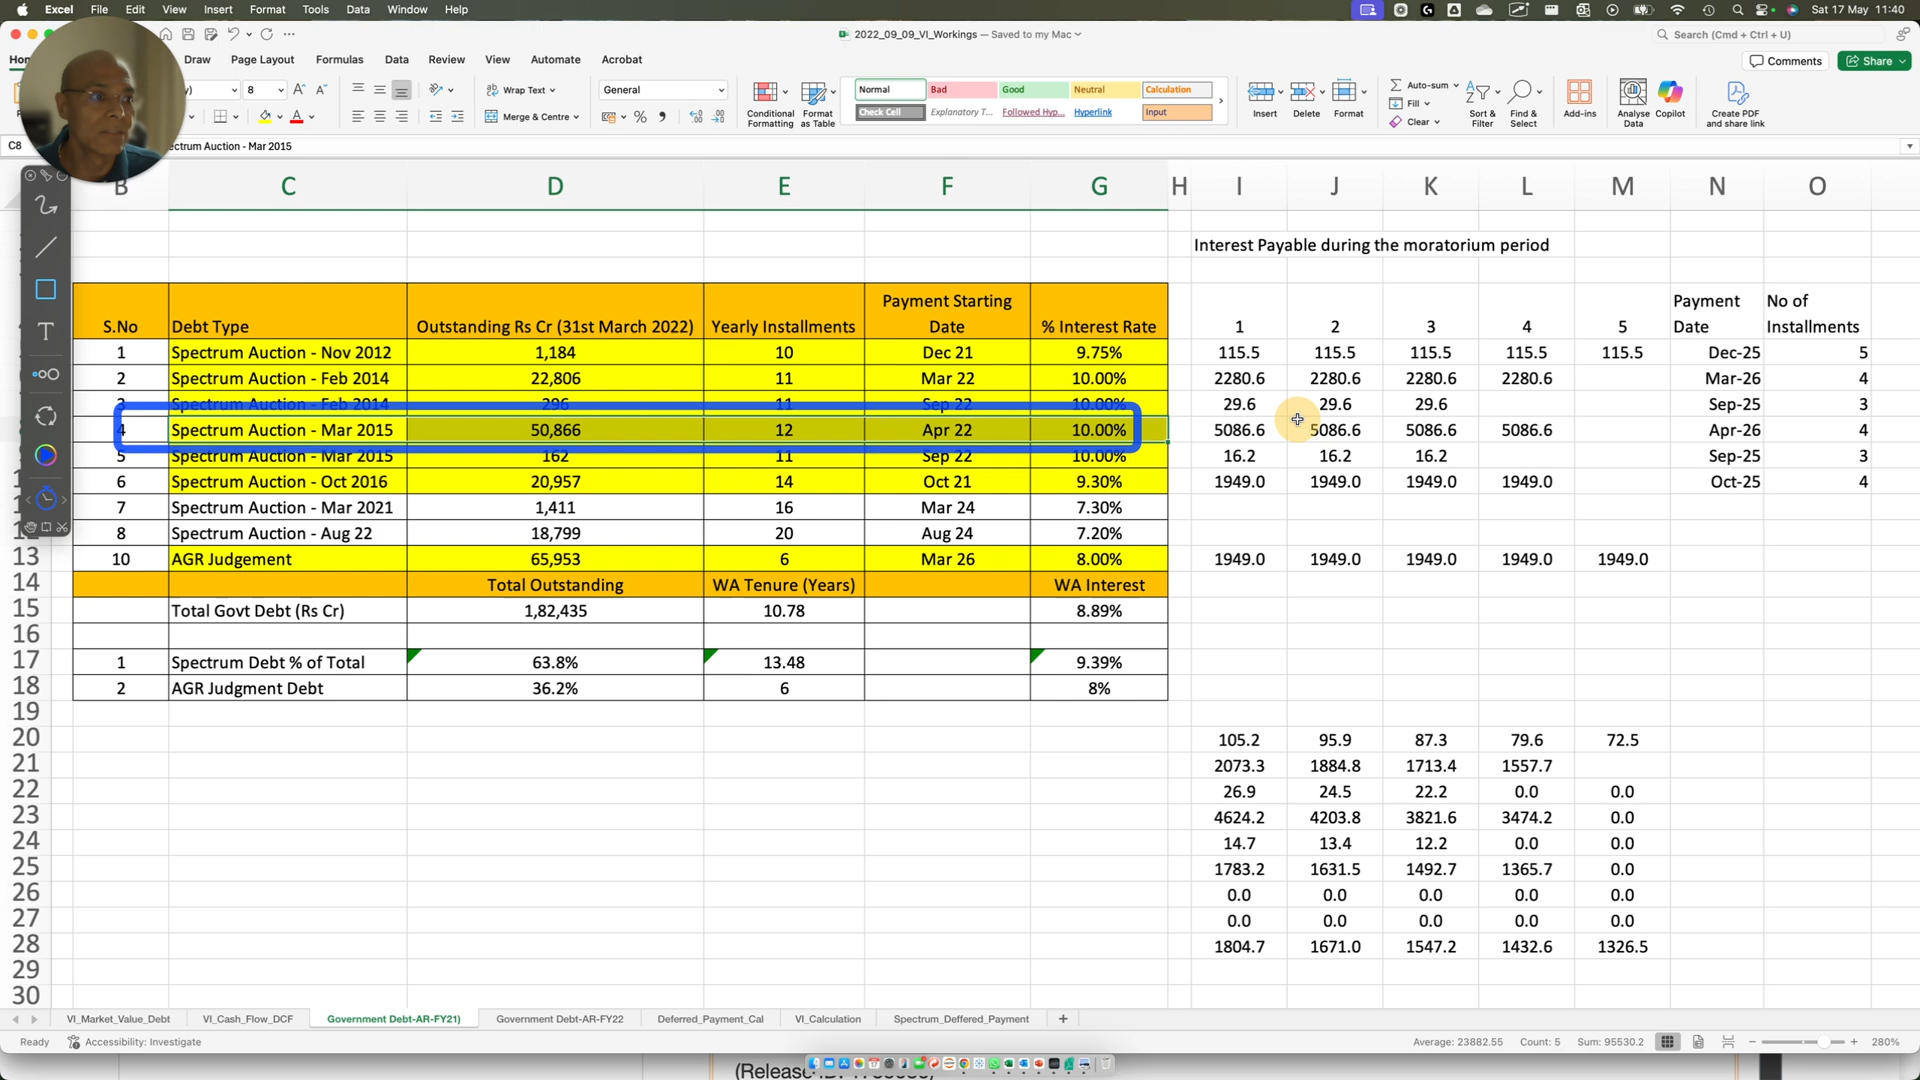 Excel File Edit View Insert Format Tools Data Window Help Sat 17 May 11:40
2022_09_09_VI_Workings — Saved to my Mac
Search (Cmd + Ctrl + U)
Draw Page Layout Formulas Data Review View Automate Acrobat Comments Share
8 Wrap Text General Normal Bad Good Neutral Calculation Auto-sum
Merge & Centre Conditional Formatting Format as Table Check Cell Explanatory T... Followed Hyp... Hyperlink Input Insert Delete Format Fill Clear Sort & Filter Find & Select Add-ins Analyse Data Copilot Create PDF and share link
C8 Spectrum Auction - Mar 2015
B C D E F G H I J K L M N O
Interest Payable during the moratorium period
S.No Debt Type Outstanding Rs Cr (31st March 2022) Yearly Installments Payment Starting Date % Interest Rate 1 2 3 4 5 Payment Date No of Installments
1 Spectrum Auction - Nov 2012 1,184 10 Dec 21 9.75% 115.5 115.5 115.5 115.5 115.5 Dec-25 5
2 Spectrum Auction - Feb 2014 22,806 11 Mar 22 10.00% 2280.6 2280.6 2280.6 2280.6 Mar-26 4
3 Spectrum Auction - Feb 2014 296 11 Sep 22 10.00% 29.6 29.6 29.6 Sep-25 3
4 Spectrum Auction - Mar 2015 50,866 12 Apr 22 10.00% 5086.6 5086.6 5086.6 5086.6 Apr-26 4
5 Spectrum Auction - Mar 2015 162 11 Sep 22 10.00% 16.2 16.2 16.2 Sep-25 3
6 Spectrum Auction - Oct 2016 20,957 14 Oct 21 9.30% 1949.0 1949.0 1949.0 1949.0 Oct-25 4
7 Spectrum Auction - Mar 2021 1,411 16 Mar 24 7.30%
8 Spectrum Auction - Aug 22 18,799 20 Aug 24 7.20%
13 10 AGR Judgement 65,953 6 Mar 26 8.00% 1949.0 1949.0 1949.0 1949.0 1949.0
14 Total Outstanding WA Tenure (Years) WA Interest
15 Total Govt Debt (Rs Cr) 1,82,435 10.78 8.89%
16
17 1 Spectrum Debt % of Total 63.8% 13.48 9.39%
18 2 AGR Judgment Debt 36.2% 6 8%
19
20 105.2 95.9 87.3 79.6 72.5
21 2073.3 1884.8 1713.4 1557.7
22 26.9 24.5 22.2 0.0 0.0
23 4624.2 4203.8 3821.6 3474.2 0.0
24 14.7 13.4 12.2 0.0 0.0
25 1783.2 1631.5 1492.7 1365.7 0.0
26 0.0 0.0 0.0 0.0 0.0
27 0.0 0.0 0.0 0.0 0.0
28 1804.7 1671.0 1547.2 1432.6 1326.5
29
30
VI_Market_Value_Debt VI_Cash_Flow_DCF Government Debt-AR-FY21) Government Debt-AR-FY22 Deferred_Payment_Cal VI_Calculation Spectrum_Deffered_Payment
Ready Accessibility: Investigate Average: 23882.55 Count: 5 Sum: 95530.2 280%